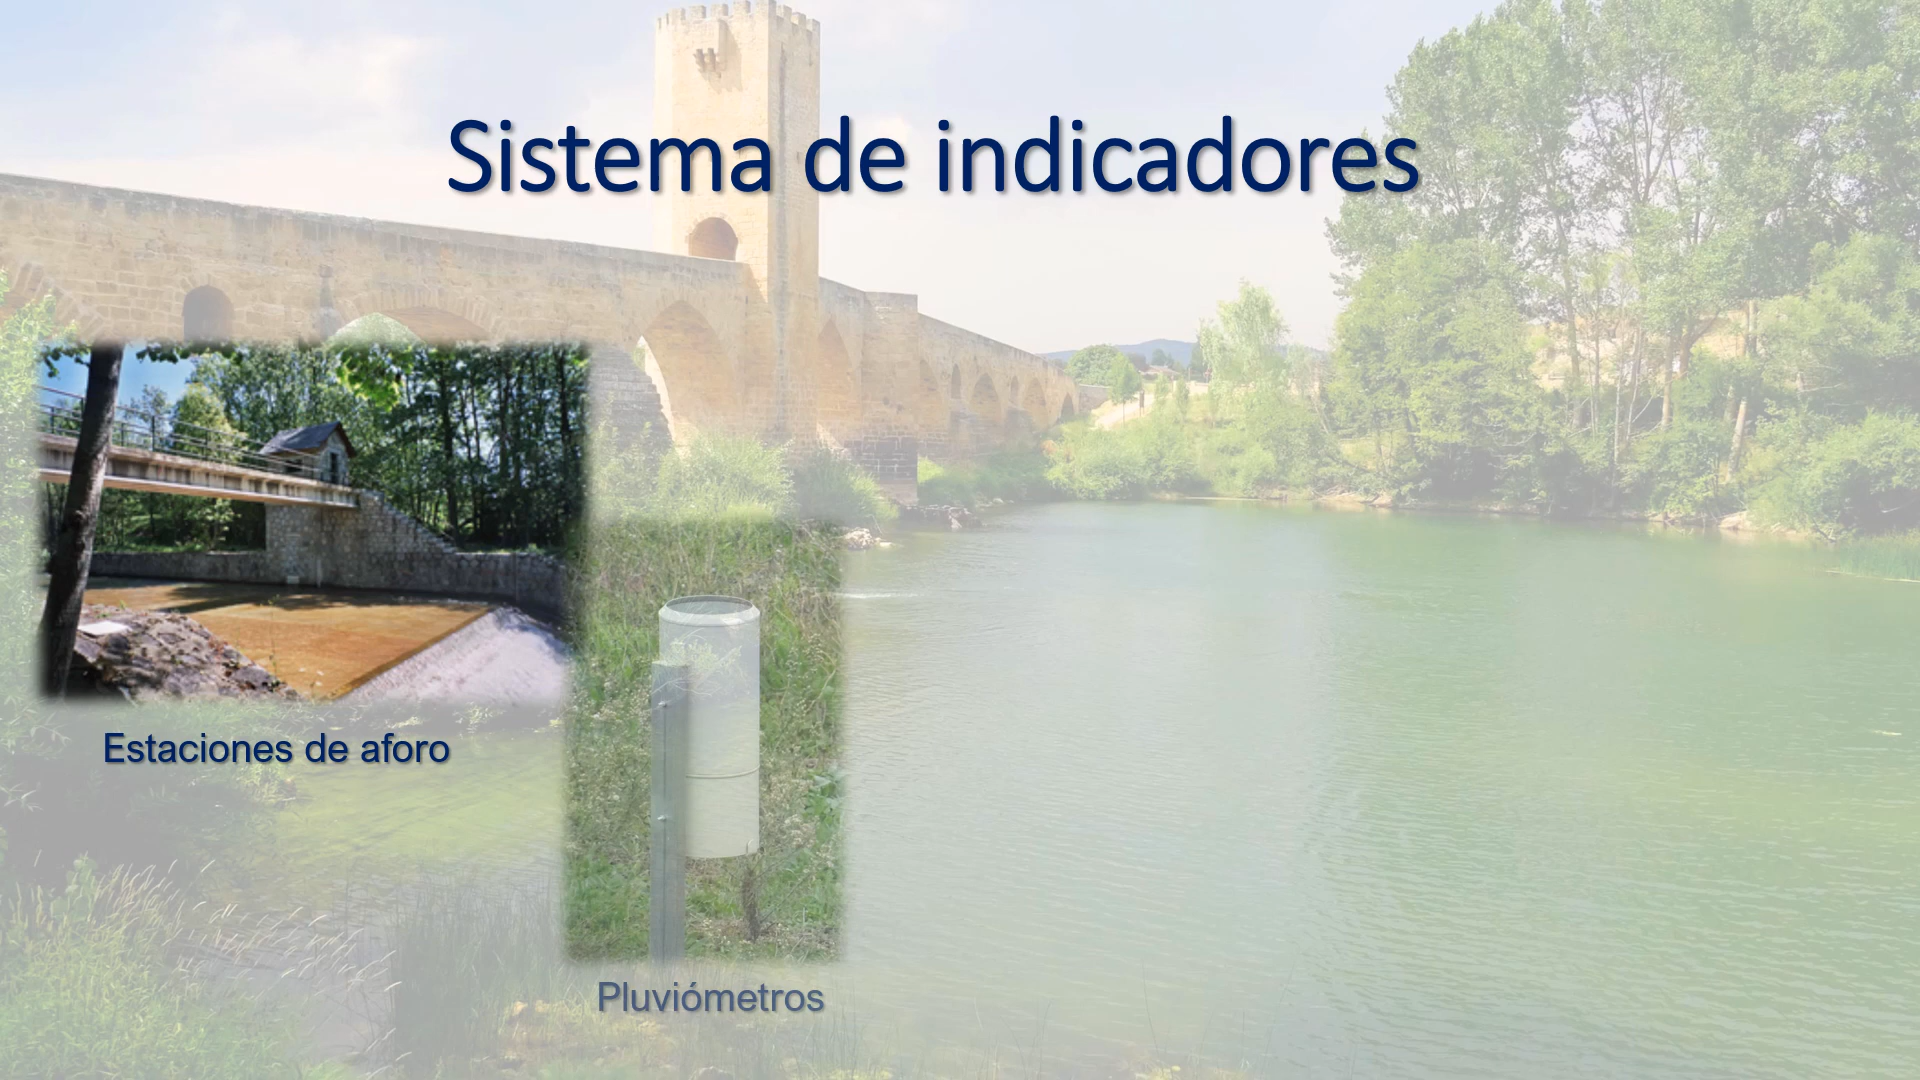 Sistema de indicadores
Estaciones de aforo
Pluviómetros